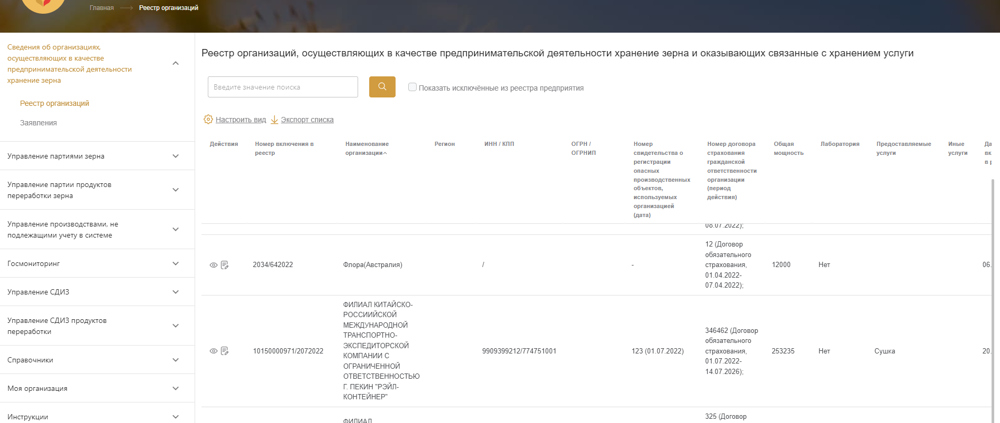 Главная
Реестр организаций
Сведения об организациях,
осуществляющих в качестве
предпринимательской деятельности
хранение зерна
Реестр организаций
Заявления
Управление партиями зерна
Управление партии продуктов
переработки зерна
Управление производствами, не
подлежащими учету в системе
Госмониторинг
Управление СДИЗ
Управление СДИЗ продуктов
переработки
Справочники
Моя организация
Инструкции
Реестр организаций, осуществляющих в качестве предпринимательской деятельности хранение зерна и оказывающих связанные с хранением услуги
Введите значение поиска
Показать исключённые из реестра предприятия
Настроить вид
Экспорт списка
Действия
Номер включения в
реестр
Наименование
организации
Регион
ИНН / КПП
ОГРН /
ОГРНИП
Номер
свидетельства о
регистрации
опасных
производственных
объектов,
используемых
организацией
(дата)
Номер договора
страхования
гражданской
ответственности
организации
(период
действия)
Общая
мощность
Лаборатория
Предоставляемые
услуги
Иные
услуги
Да
вк
в р
08.07.2022);
2034/642022
Флора(Австралия)
/
-
12 (Договор
обязательного
страхования,
01.04.2022-
07.04.2022);
12000
Нет
06.
10150000971/2072022
ФИЛИАЛ КИТАЙСКО-
РОССИИЙСКОЙ
МЕЖДУНАРОДНОЙ
ТРАНСПОРТНО-
ЭКСПЕДИТОРСКОЙ
КОМПАНИИ С
ОГРАНИЧЕННОЙ
ОТВЕТСТВЕННОСТЬЮ
Г. ПЕКИН "РЭЙЛ-
КОНТЕЙНЕР"
9909399212/774751001
123 (01.07.2022)
346462 (Договор
обязательного
страхования,
01.07.2022-
14.07.2026);
253235
Нет
Сушка
20.
ФИЛИАЛ
325 (Договор